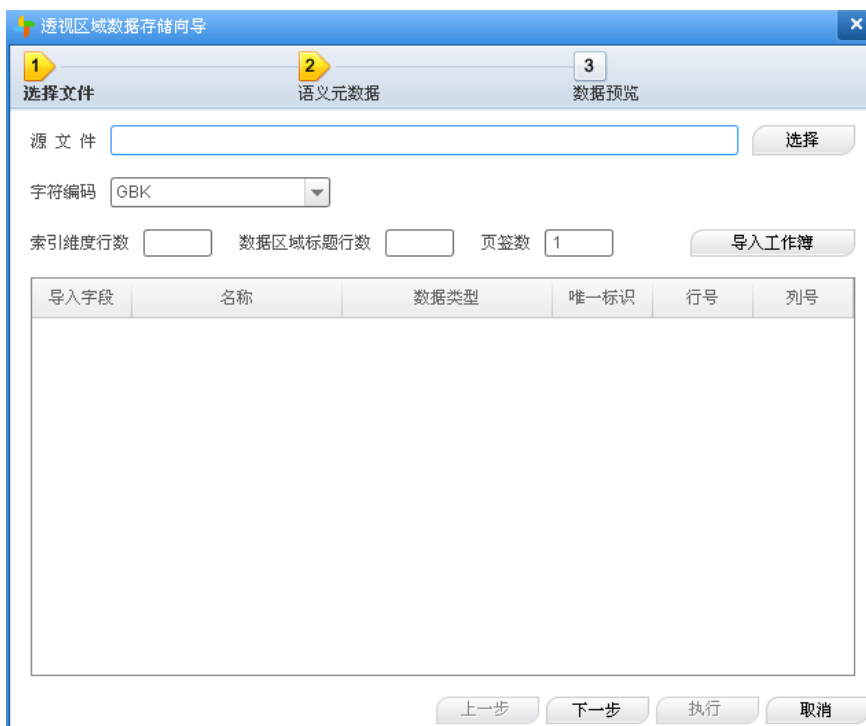 透视区域数据存储向导
1 2 3
选择文件 语义元数据 数据预览
源文件 选择
字符编码 GBK
索引维度行数 数据区域标题行数 页签数 1 导入工作簿
导入字段 名称 数据类型 唯一标识 行号 列号
上一步 下一步 执行 取消